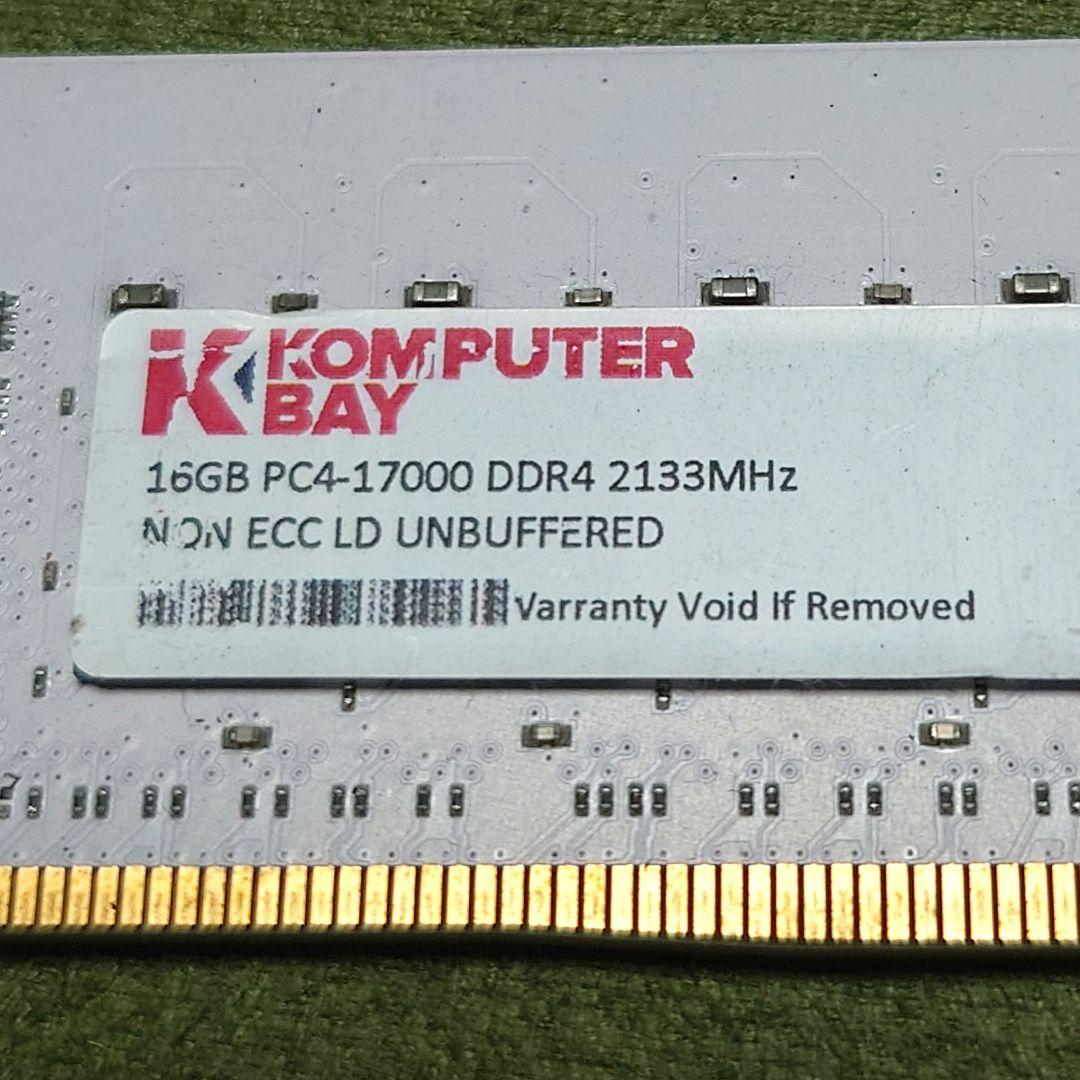 KOMPUTER
BAY
16GB PC4-17000 DDR4 2133MHz
NON ECC LD UNBUFFERED
Varranty Void If Removed